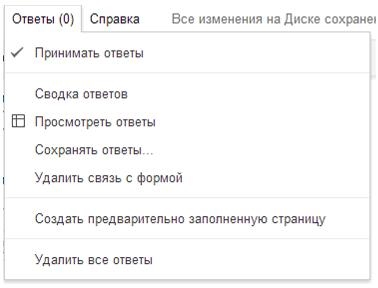 Ответы (0) Справка Все изменения на Диске сохране
Принимать ответы
Сводка ответов
Просмотреть ответы
Сохранять ответы...
Удалить связь с формой
Создать предварительно заполненную страницу
Удалить все ответы